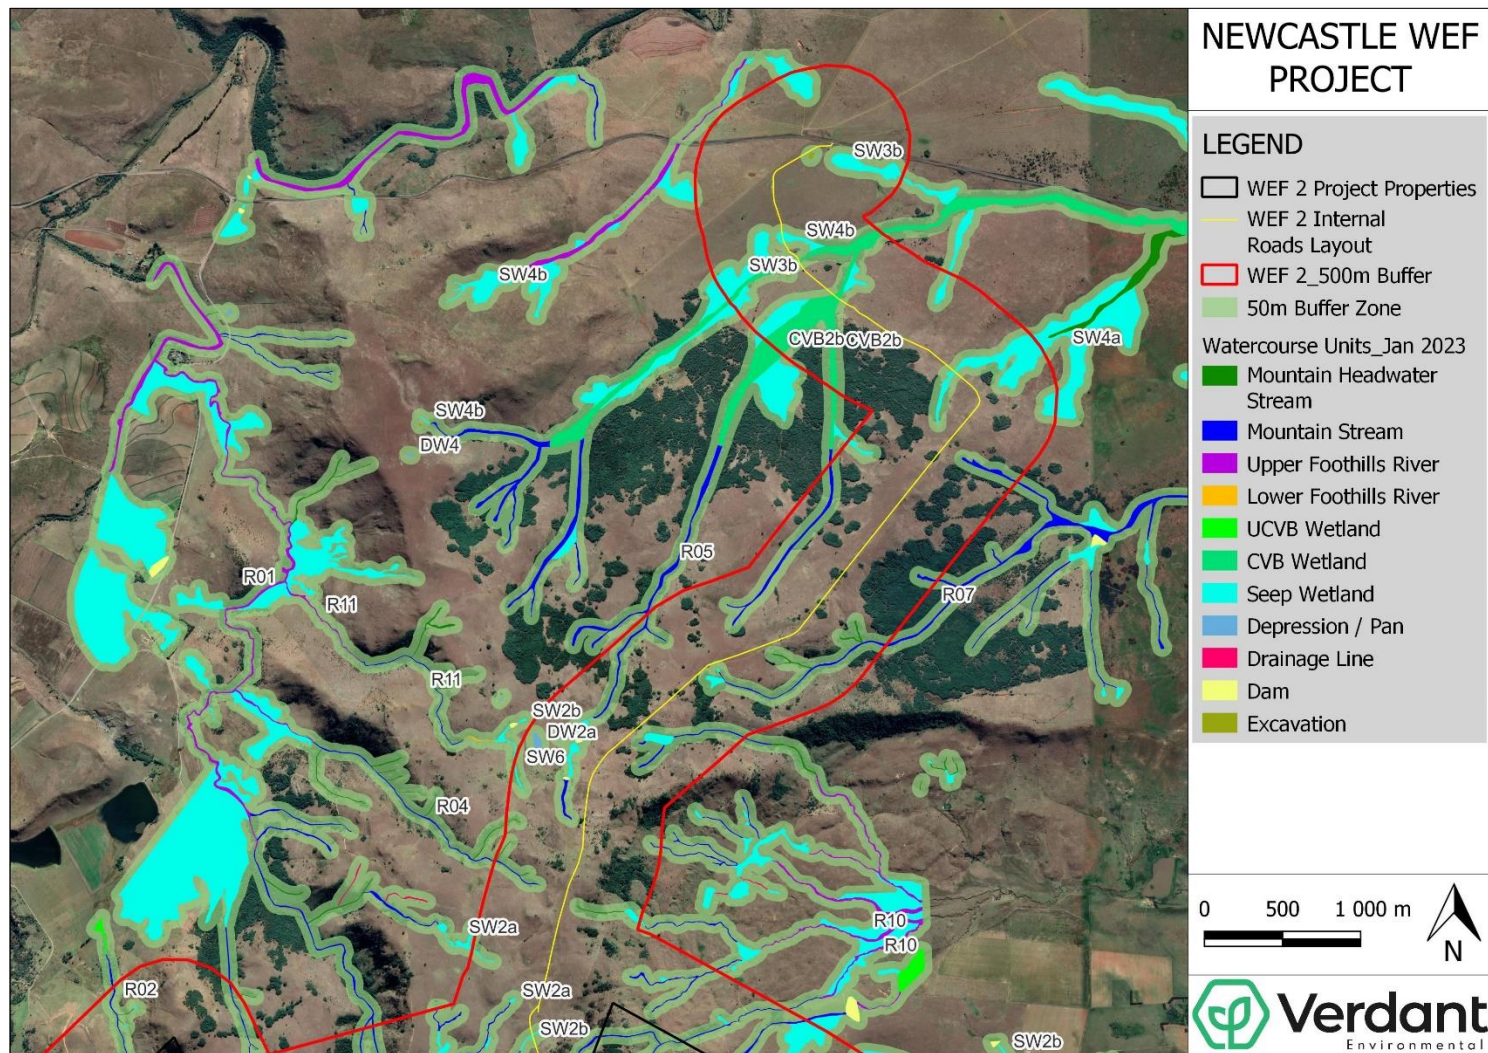 NEWCASTLE WEF
PROJECT
LEGEND
WEF 2 Project Properties
WEF 2 Internal
Roads Layout
WEF 2_500m Buffer
50m Buffer Zone
Watercourse Units_Jan 2023
Mountain Headwater
Stream
Mountain Stream
Upper Foothills River
Lower Foothills River
UCVB Wetland
CVB Wetland
Seep Wetland
Depression / Pan
Drainage Line
Dam
Excavation
0 500 1 000 m
N
Verdant
Environmental
SW3b
SW4b
SW3b
SW4b
CVB2b CVB2b
SW4a
SW4b
DW4
R05
R01
R11
R07
R11
SW2b
DW2a
SW6
R04
SW2a
R10
R10
R02
SW2a
SW2b
SW2b